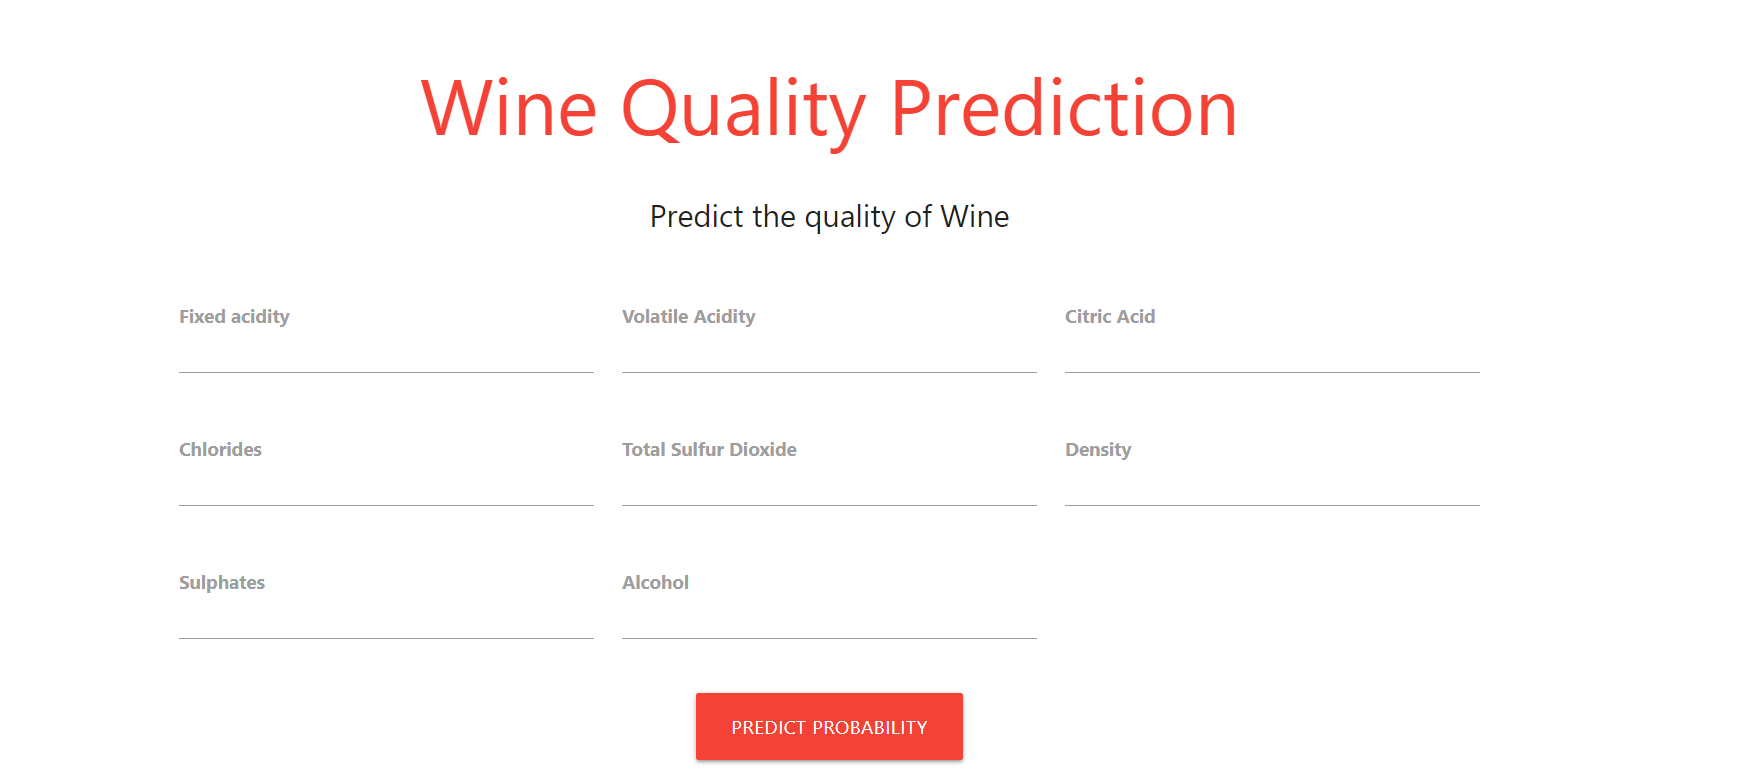 Wine Quality Prediction
Predict the quality of Wine
Fixed acidity
Volatile Acidity
Citric Acid
Chlorides
Total Sulfur Dioxide
Density
Sulphates
Alcohol
PREDICT PROBABILITY